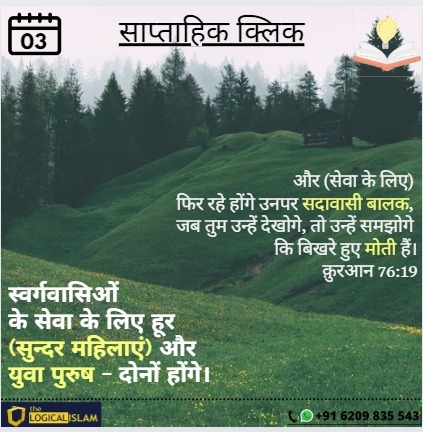 03
साप्ताहिक क्लिक
और (सेवा के लिए)
फिर रहे होंगे उनपर सदावासी बालक,
जब तुम उन्हें देखोगे, तो उन्हें समझोगे
कि बिखरे हुए मोती हैं।
क़ुरआन 76:19
स्वर्गवासिओं
के सेवा के लिए हूर
(सुन्दर महिलाएं) और
युवा पुरुष - दोनों होंगे।
the
LOGICAL ISLAM
+91 6209 835 543